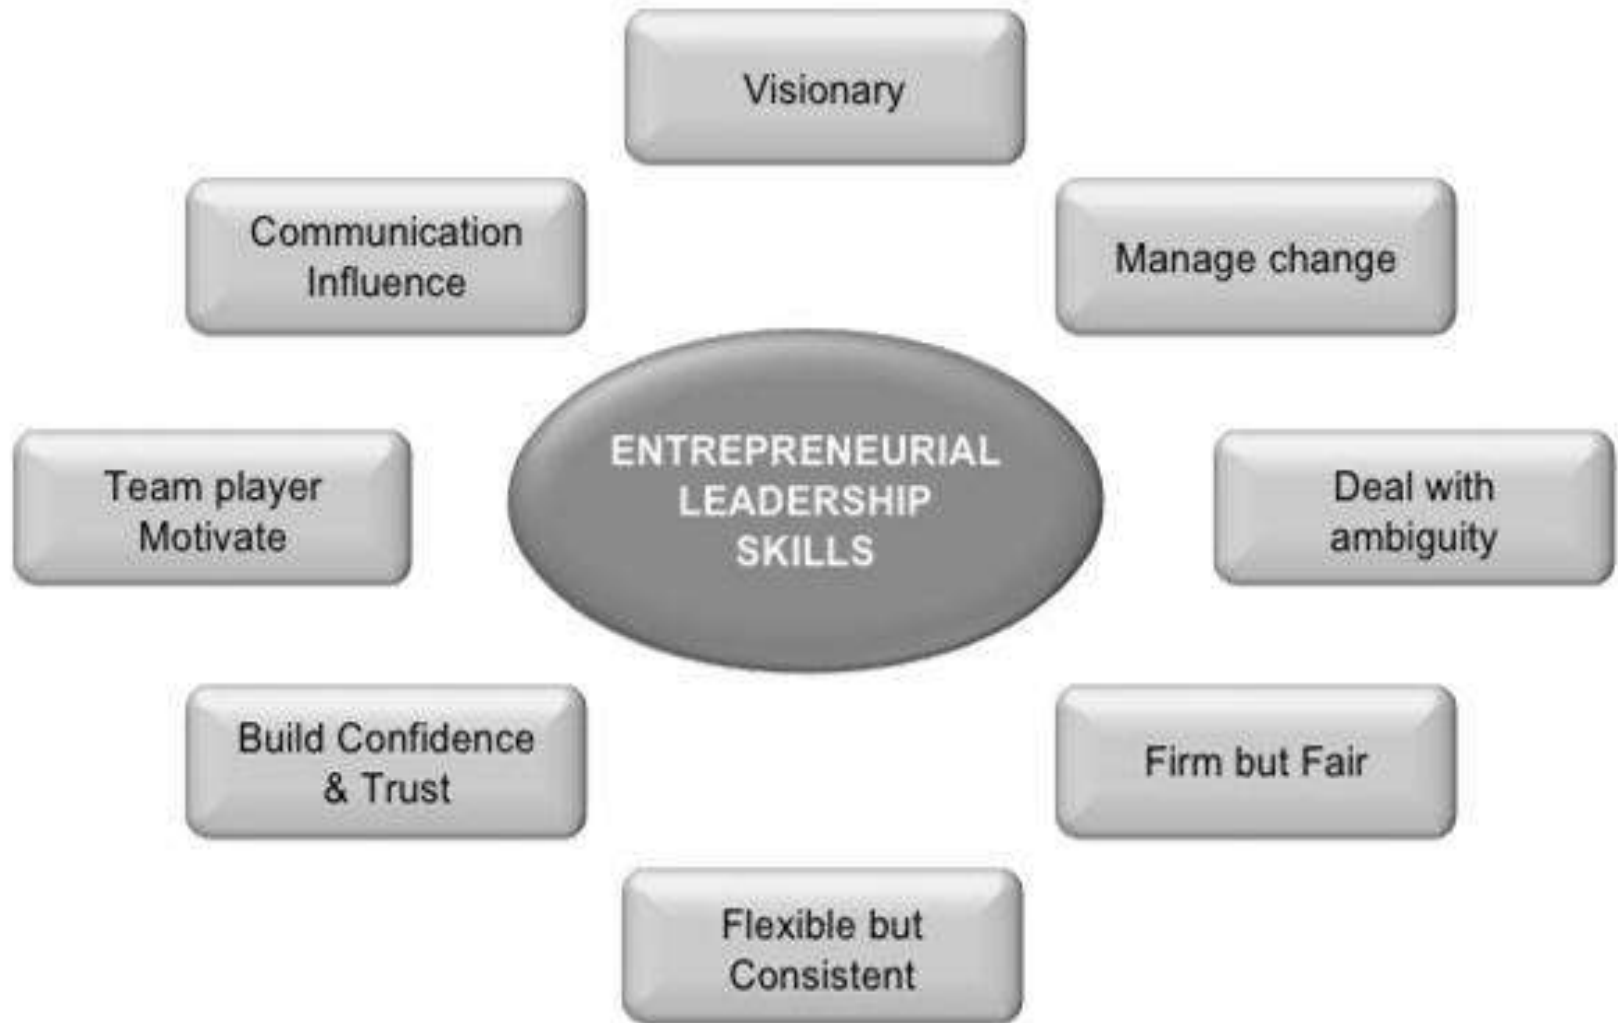 Visionary
Communication
Influence
Manage change
ENTREPRENEURIAL
LEADERSHIP
SKILLS
Team player
Motivate
Deal with
ambiguity
Build Confidence
& Trust
Firm but Fair
Flexible but
Consistent